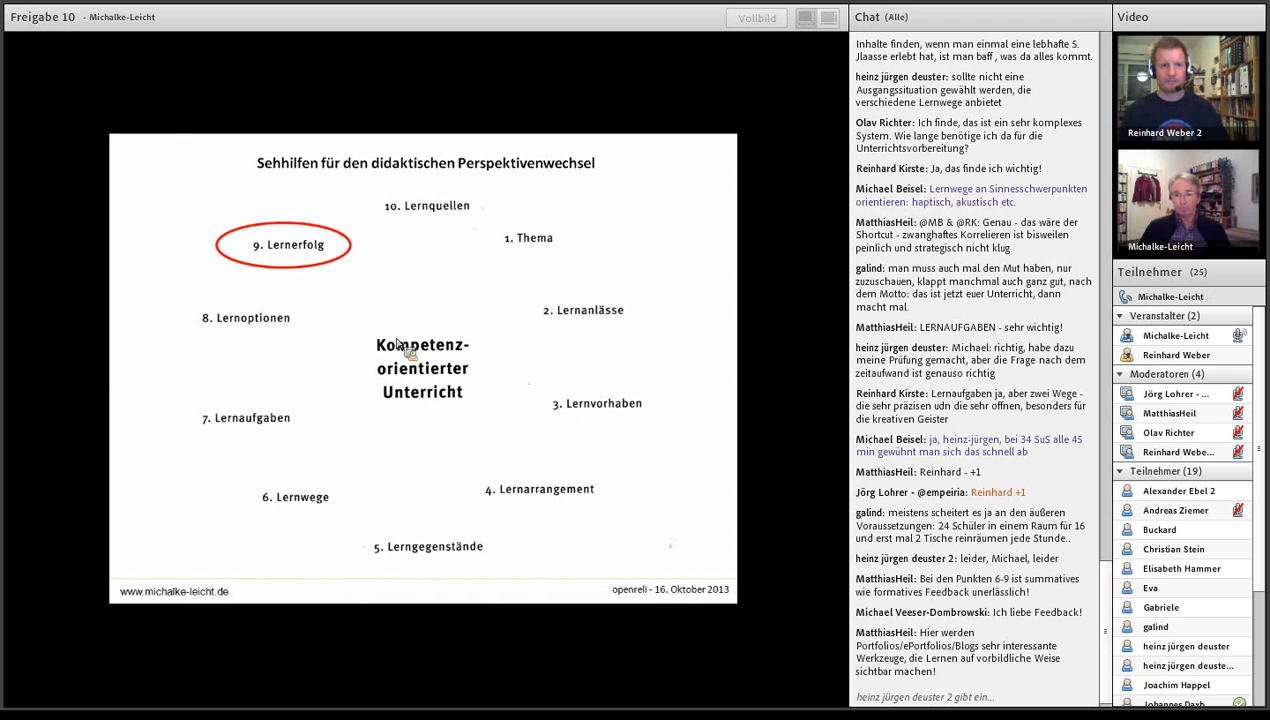 Freigabe 10 - Michalke-Leicht
Vollbild
Sehhilfen für den didaktischen Perspektivenwechsel
10. Lernquellen
9. Lernerfolg
1. Thema
8. Lernoptionen
2. Lernanlässe
Kompetenz-
orientierter
Unterricht
7. Lernaufgaben
3. Lernvorhaben
6. Lernwege
4. Lernarrangement
5. Lerngegenstände
www.michalke-leicht.de
openreli - 16. Oktober 2013
Chat (Alle)
Inhalte finden, wenn man einmal eine lebhafte 5.
Jlaasse erlebt hat, ist man baff , was da alles kommt.
heinz jürgen deuster: sollte nicht eine
Ausgangssituation gewählt werden, die
verschiedene Lernwege anbietet
Olav Richter: Ich finde, das ist ein sehr komplexes
System. Wie lange benötige ich da für die
Unterrichtsvorbereitung?
Reinhard Kirste: Ja, das finde ich wichtig!
Michael Beisel: Lernwege an Sinnesschwerpunkten
orientieren: haptisch, akustisch etc.
MatthiasHeil: @MB & @RK: Genau - das wäre der
Shortcut - zwanghaftes Korrelieren ist bisweilen
peinlich und strategisch nicht klug
galind: man muss auch mal den Mut haben, nur
zuzuschauen, klappt manchmal auch ganz gut, nach
dem Motto: das ist jetzt euer Unterricht, dann
macht mal.
MatthiasHeil: LERNAUFGABEN - sehr wichtig!
heinz jürgen deuster: Michael: richtig, habe dazu
meine Prüfung gemacht, aber die Frage nach dem
zeitaufwand ist genauso richtig
Reinhard Kirste: Lernaufgaben ja, aber zwei Wege -
die sehr präzisen udn die sehr offnen, besonders für
die kreativen Geister
Michael Beisel: ja, heinz-jürgen, bei 34 SuS alle 45
min gewühnt man sich das schnell ab
MatthiasHeil: Reinhard - +1
Jörg Lohrer - @empeiria: Reinhard +1
galind: meistens scheitert es ja an den äußeren
Voraussetzungen: 24 Schüler in einem Raum für 16
und erst mal 2 Tische reinräumen jede Stunde..
heinz jürgen deuster 2: leider, Michael, leider
MatthiasHeil: Bei den Punkten 6-9 ist summatives
wie formatives Feedback unerlässlich!
Michael Veeser-Dombrowski: Ich liebe Feedback!
MatthiasHeil: Hier werden
Portfolios/ePortfolios/Blogs sehr interessante
Werkzeuge, die Lernen auf vorbildliche Weise
sichtbar machen!
heinz jürgen deuster 2 gibt ein...
Video
Reinhard Weber 2
Michalke-Leicht
Teilnehmer (25)
Michalke-Leicht
Veranstalter (2)
Michalke-Leicht
Reinhard Weber
Moderatoren (4)
Jörg Lohrer - ...
MatthiasHeil
Olav Richter
Reinhard Webe...
Teilnehmer (19)
Alexander Ebel 2
Andreas Ziemer
Buckard
Christian Stein
Elisabeth Hammer
Eva
Gabriele
galind
heinz jürgen deuster
heinz jürgen deuste...
Joachim Happel